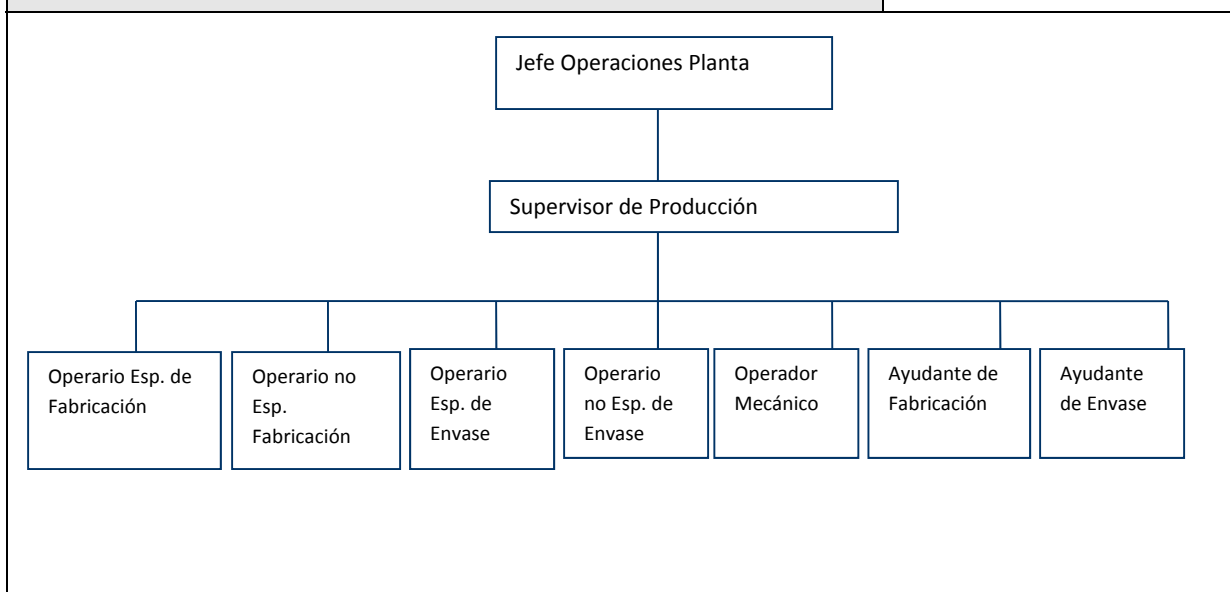 Jefe Operaciones Planta
Supervisor de Producción
Operario Esp. de
Fabricación
Operario no
Esp.
Fabricación
Operario
Esp. de
Envase
Operario
no Esp. de
Envase
Operador
Mecánico
Ayudante de
Fabricación
Ayudante
de Envase